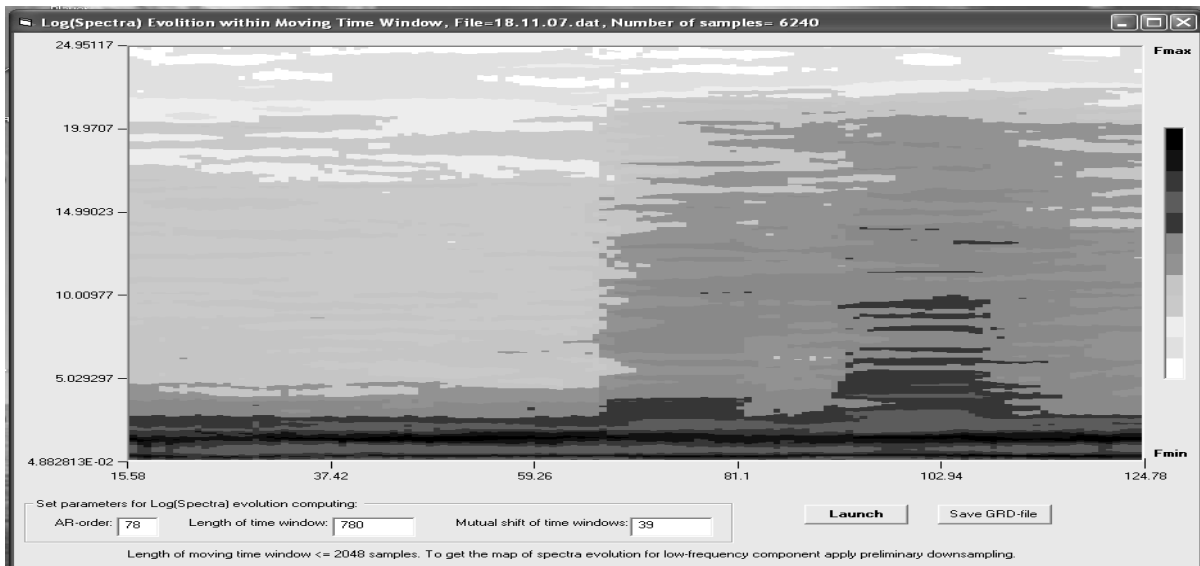 Log(Spectra) Evolition within Moving Time Window, File=18.11.07.dat, Number of samples= 6240
24.95117
Fmax
19.9707
14.99023
10.00977
5.029297
4.882813E-02
Fmin
15.58 37.42 59.26 81.1 102.94 124.78
Set parameters for Log(Spectra) evolution computing:
AR-order: 78 Length of time window: 780 Mutual shift of time windows: 39 Launch Save GRD-file
Length of moving time window <= 2048 samples. To get the map of spectra evolution for low-frequency component apply preliminary downsampling.